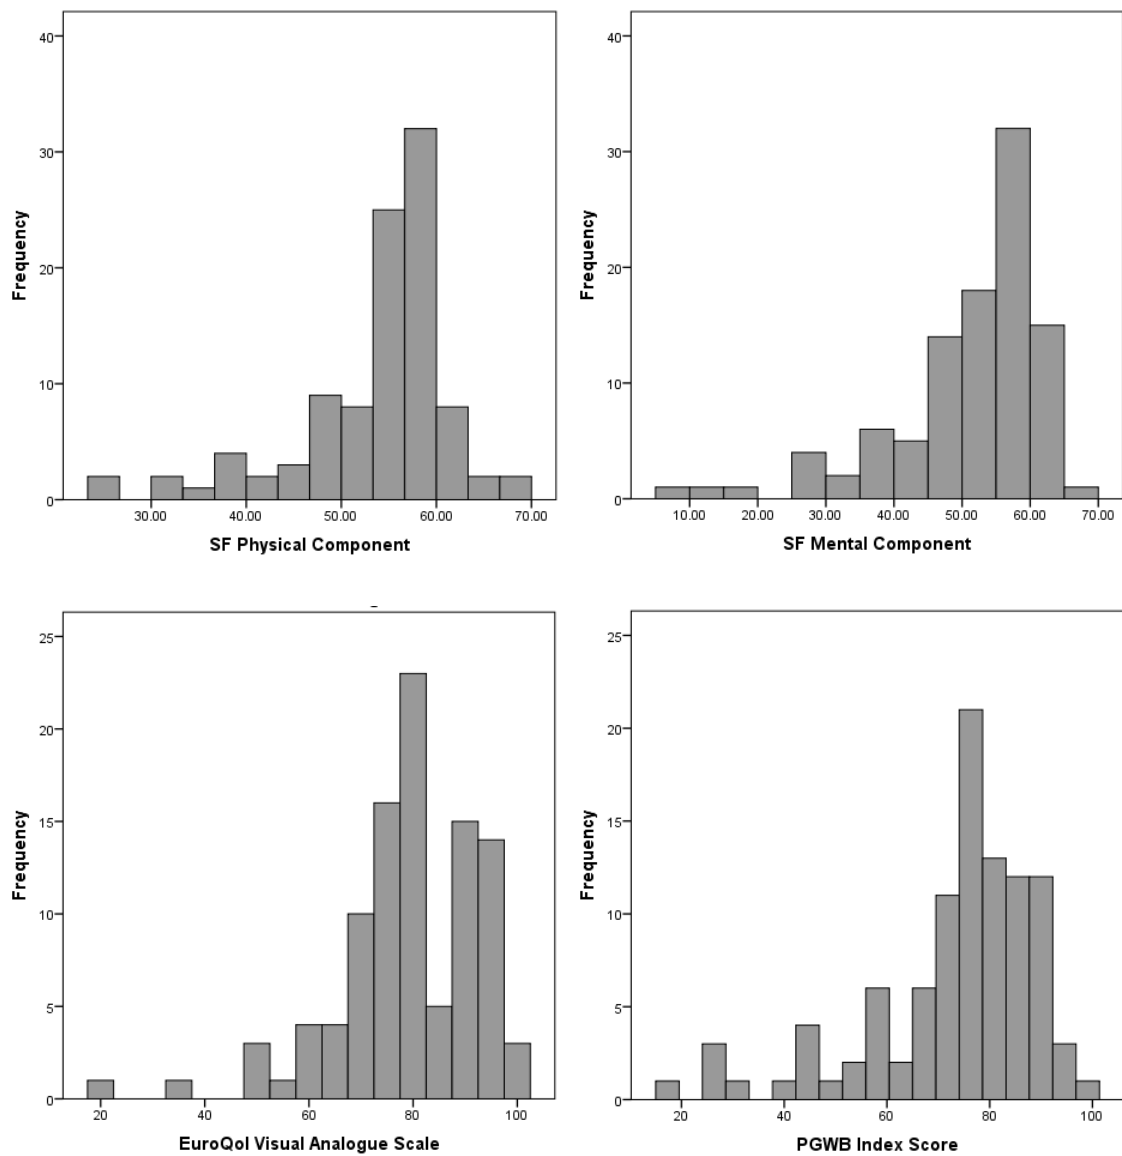 40
30
20
10
0
Frequency
30.00 40.00 50.00 60.00 70.00
SF Physical Component
40
30
20
10
0
Frequency
10.00 20.00 30.00 40.00 50.00 60.00 70.00
SF Mental Component
25
20
15
10
5
0
Frequency
20 40 60 80 100
EuroQol Visual Analogue Scale
25
20
15
10
5
0
Frequency
20 40 60 80 100
PGWB Index Score